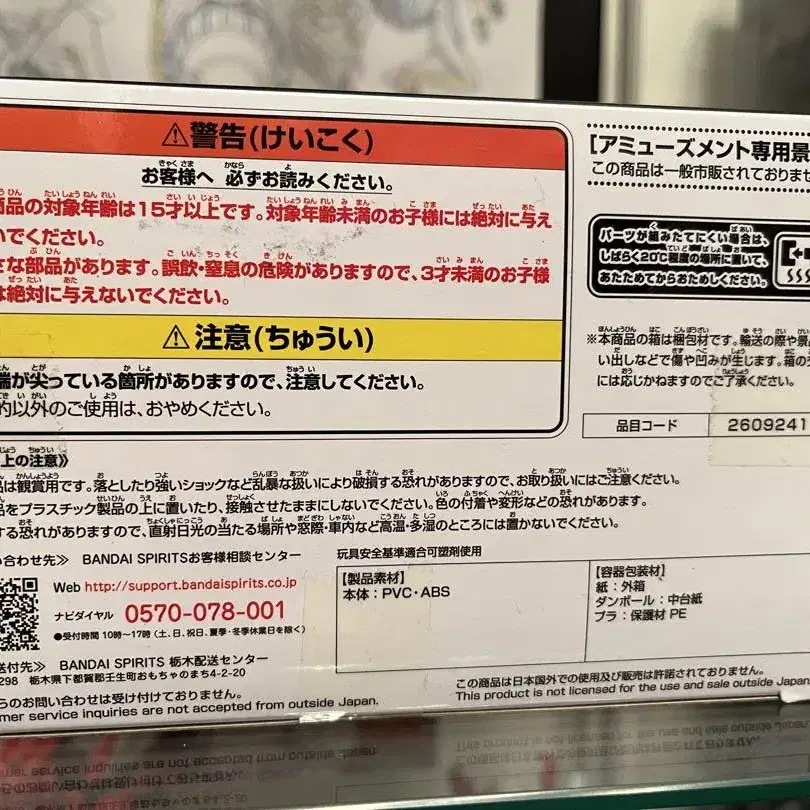 ⚠警告(けいこく)
お客様へ 必ずお読みください。
商品の対象年齢は15才以上です。対象年齢未満のお子様には絶対に与え
いでください。
さな部品があります。誤飲・窒息の危険がありますので、3才未満のお子様
は絶対に与えないでください。
⚠注意(ちゅうい)
端が尖っている箇所がありますので、注意してください。
的以外のご使用は、おやめください。
【アミューズメント専用景
この商品は一般市販されておりませ
パーツが組みたてにくい場合は、
しばらく20℃程度の場所に置いて、
あたためてからおためしください。
※本商品の箱は梱包材です。輸送の際や景
い出しなどで傷や凹みが生じます。箱の
には応じかねますのでご了承ください。
品目コード 2609241
上の注意》
品は観賞用です。落としたり強いショックなど乱暴な扱いにより破損する恐れがありますので、お取り扱いにはご注意ください。
品をプラスチック製品の上に置いたり、接触させたままにしないでください。色の付着や変形などの恐れがあります。
する恐れがありますので、直射日光の当たる場所や窓際・車内など高温・多湿のところには置かないでください。
い合わせ先≫ BANDAI SPIRITSお客様相談センター
Web http://support.bandaispirits.co.jp
ナビダイヤル 0570-078-001
●受付時間 10時〜17時 (土、日、祝日、夏季・冬季休業日を除く)
送付先≫ BANDAI SPIRITS 栃木配送センター
298 栃木県下都賀郡壬生町おもちゃのまち4-2-20
らのお問い合わせは受け付けておりません。
mer service inquiries are not accepted from outside Japan.
玩具安全基準適合可塑剤使用
【製品素材】
本体：PVC・ABS
【容器包装材】
紙：外箱
ダンボール：中台紙
プラ：保護材 PE
この商品は日本国外での使用及び販売は許諾されておりません。
This product is not licensed for the use and sale outside Japan.